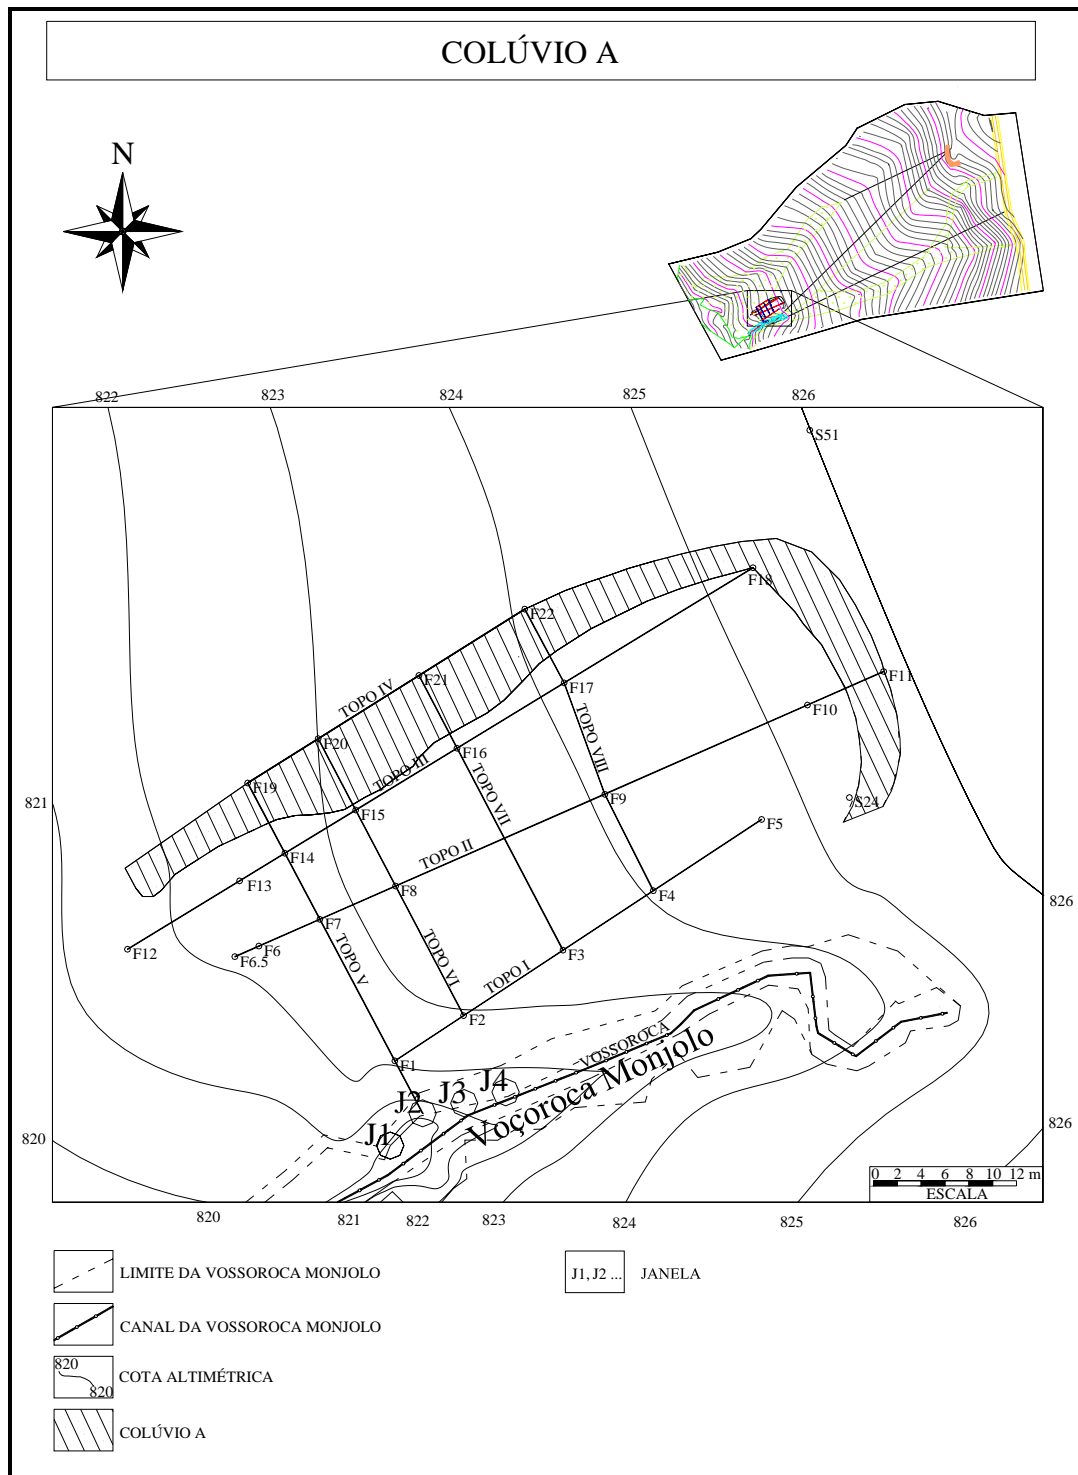 COLÚVIO A
N
822
823
824
825
826
S51
F18
F22
F11
F21
F17
F10
TOPO IV
F20
F16
TOPO VIII
F19
TOPO III
TOPO VII
821
F15
F9
S24
F5
F14
TOPO II
F13
F8
F4
826
F7
F12
F6
F6.5
F3
TOPO V
TOPO VI
TOPO I
F2
F1
VOSSOROCA
Voçoroca Monjolo
J4
J3
J2
J1
820
826
0 2 4 6 8 10 12 m
ESCALA
820
821
822
823
824
825
826
LIMITE DA VOSSOROCA MONJOLO
J1, J2 ... JANELA
CANAL DA VOSSOROCA MONJOLO
820
820
COTA ALTIMÉTRICA
COLÚVIO A